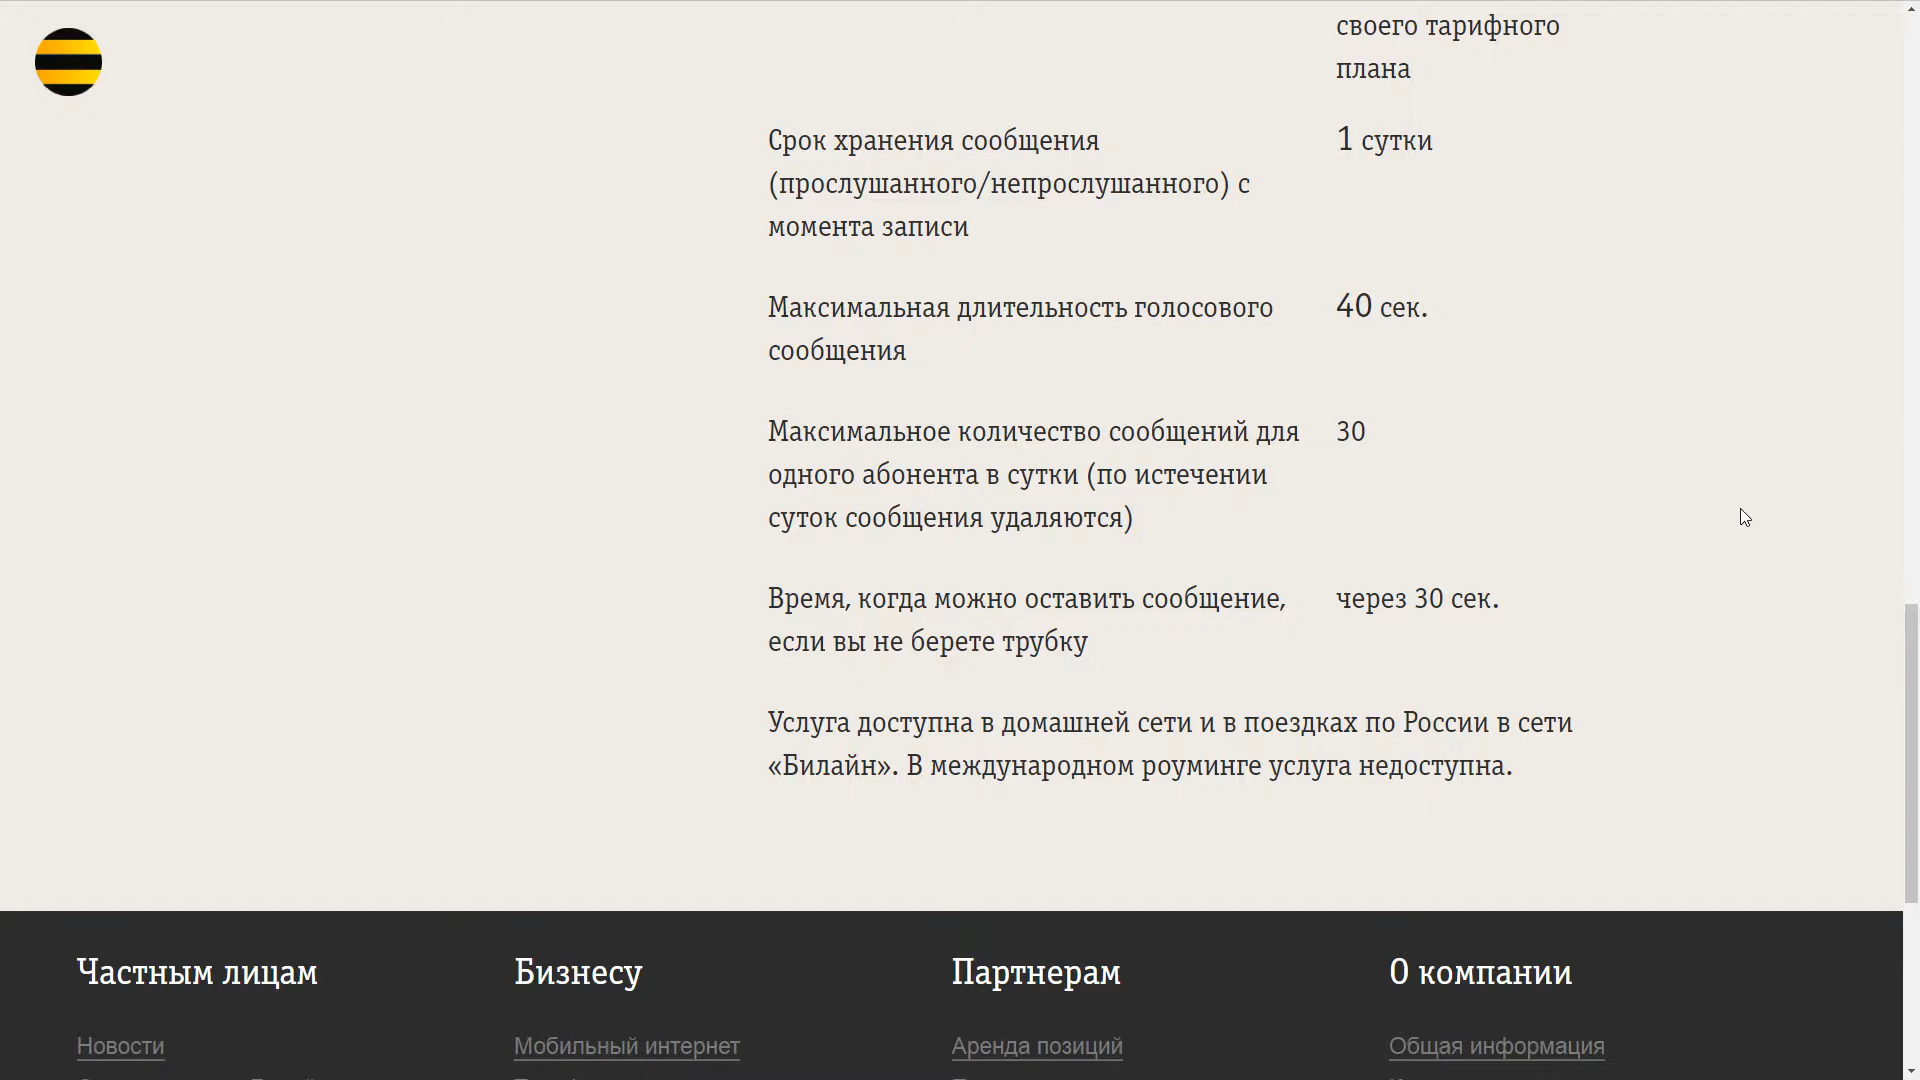 своего тарифного
плана
Срок хранения сообщения
(прослушанного/непрослушанного) с
момента записи
1 сутки
Максимальная длительность голосового
сообщения
40 сек.
Максимальное количество сообщений для
одного абонента в сутки (по истечении
суток сообщения удаляются)
30
Время, когда можно оставить сообщение,
если вы не берете трубку
через 30 сек.
Услуга доступна в домашней сети и в поездках по России в сети
«Билайн». В международном роуминге услуга недоступна.
Частным лицам
Бизнесу
Партнерам
О компании
Новости
Мобильный интернет
Аренда позиций
Общая информация